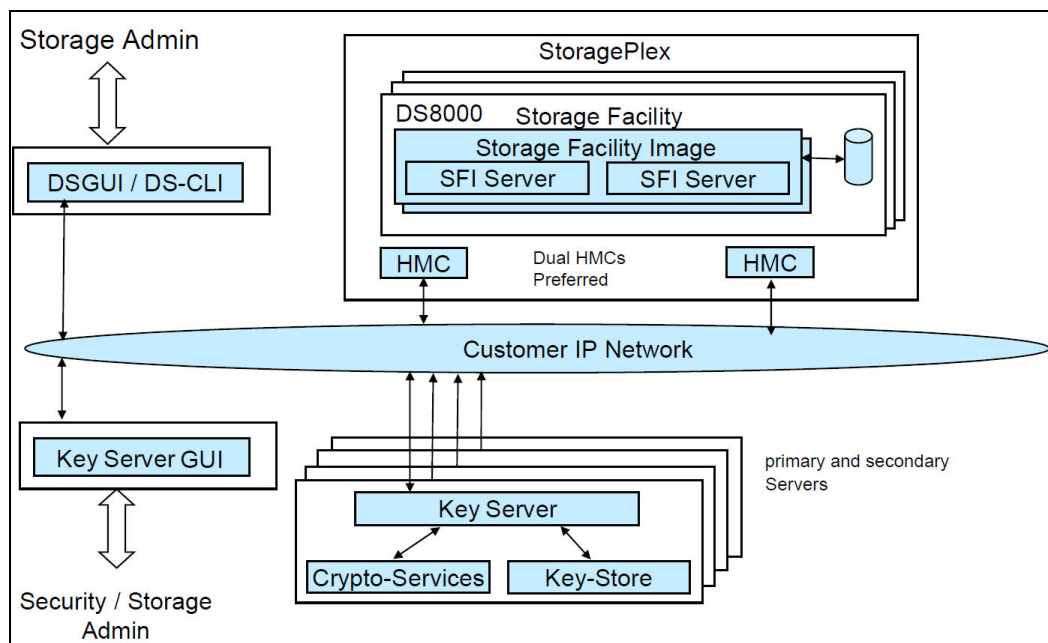 Storage Admin
StoragePlex
DS8000
Storage Facility
Storage Facility Image
SFI Server
SFI Server
DSGUI / DS-CLI
HMC
Dual HMCs
Preferred
HMC
Customer IP Network
Key Server GUI
primary and secondary
Servers
Key Server
Crypto-Services
Key-Store
Security / Storage
Admin